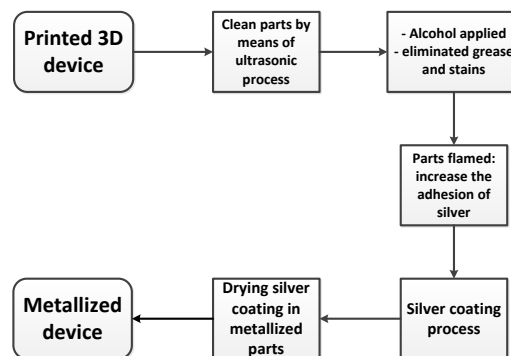 Printed 3D
device
Clean parts by
means of
ultrasonic
process
- Alcohol applied
- eliminated grease
and stains
Parts flamed:
increase the
adhesion of
silver
Silver coating
process
Drying silver
coating in
metallized
parts
Metallized
device